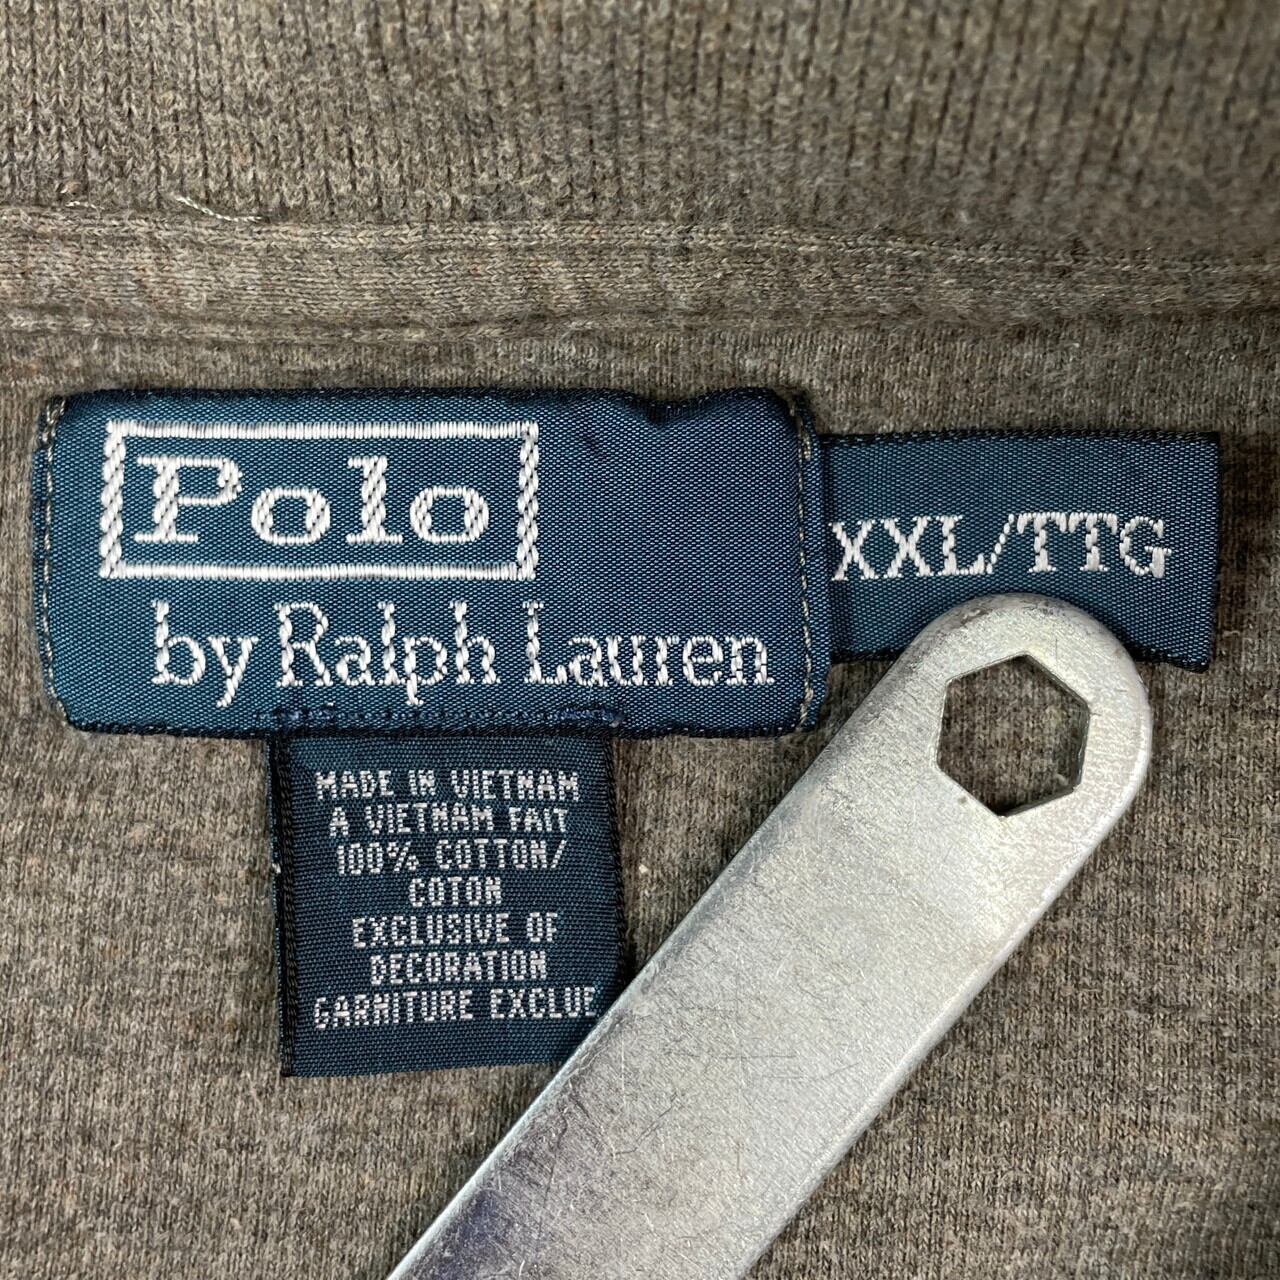 Polo
by Ralph Lauren
XXL/TTG
MADE IN VIETNAM
A VIETNAM FAIT
100% COTTON/
COTON
EXCLUSIVE OF
DECORATION
GARNITURE EXCLUE